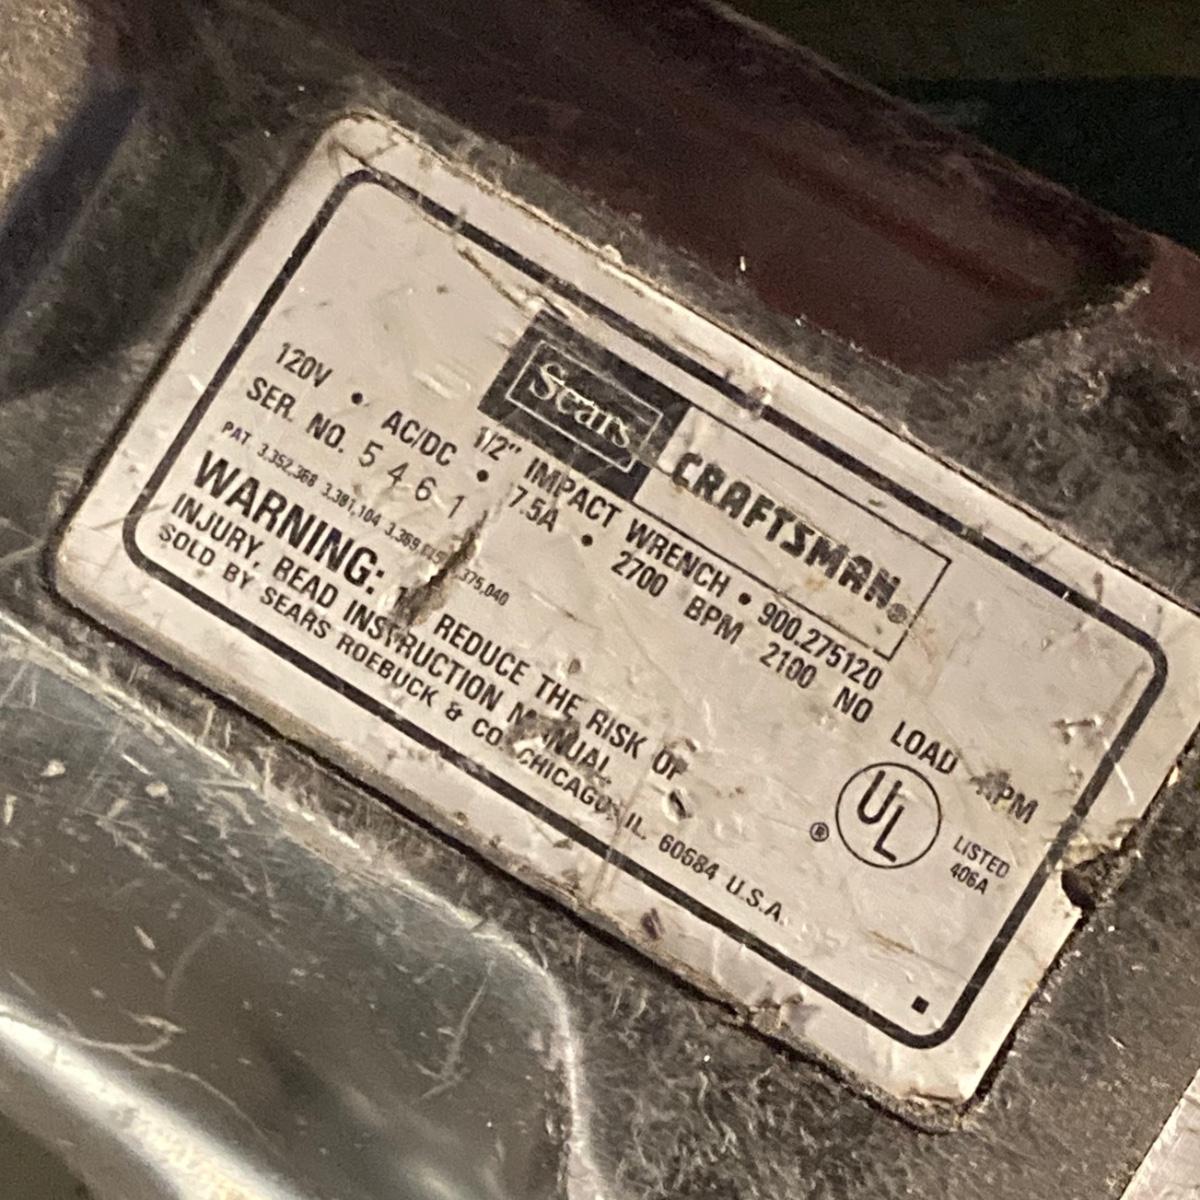 Sears CRAFTSMAN®
1/2" IMPACT WRENCH • 900.275120
120V • AC/DC • 7.5A • 2700 BPM 2100 NO LOAD RPM
SER. NO. 5461
PAT 3,352,368 3,381,104 375,040
WARNING: REDUCE THE RISK OF
INJURY, READ INSTRUCTION MANUAL
SOLD BY SEARS ROEBUCK & CO. CHICAGO, IL. 60684 U.S.A.
® UL LISTED
406A